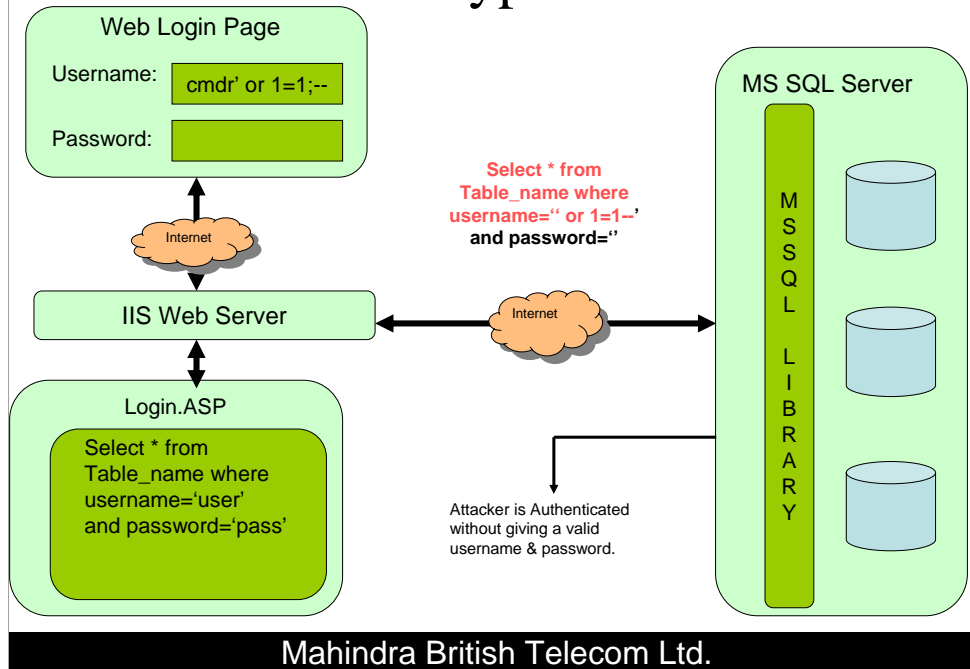 yp
Web Login Page
Username:
cmdr’ or 1=1;--
Password:
MS SQL Server
Select * from
Table_name where
username=‘‘ or 1=1--’
and password=‘’
Internet
M
S
S
Q
L
L
I
B
R
A
R
Y
IIS Web Server
Internet
Login.ASP
Select * from
Table_name where
username=‘user’
and password=‘pass’
Attacker is Authenticated
without giving a valid
username & password.
Mahindra British Telecom Ltd.